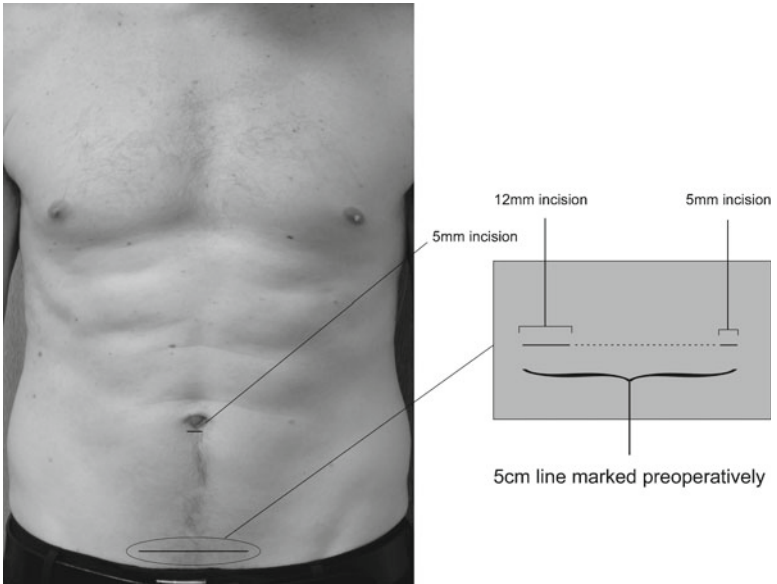 12mm incision
5mm incision
5mm incision
5cm line marked preoperatively